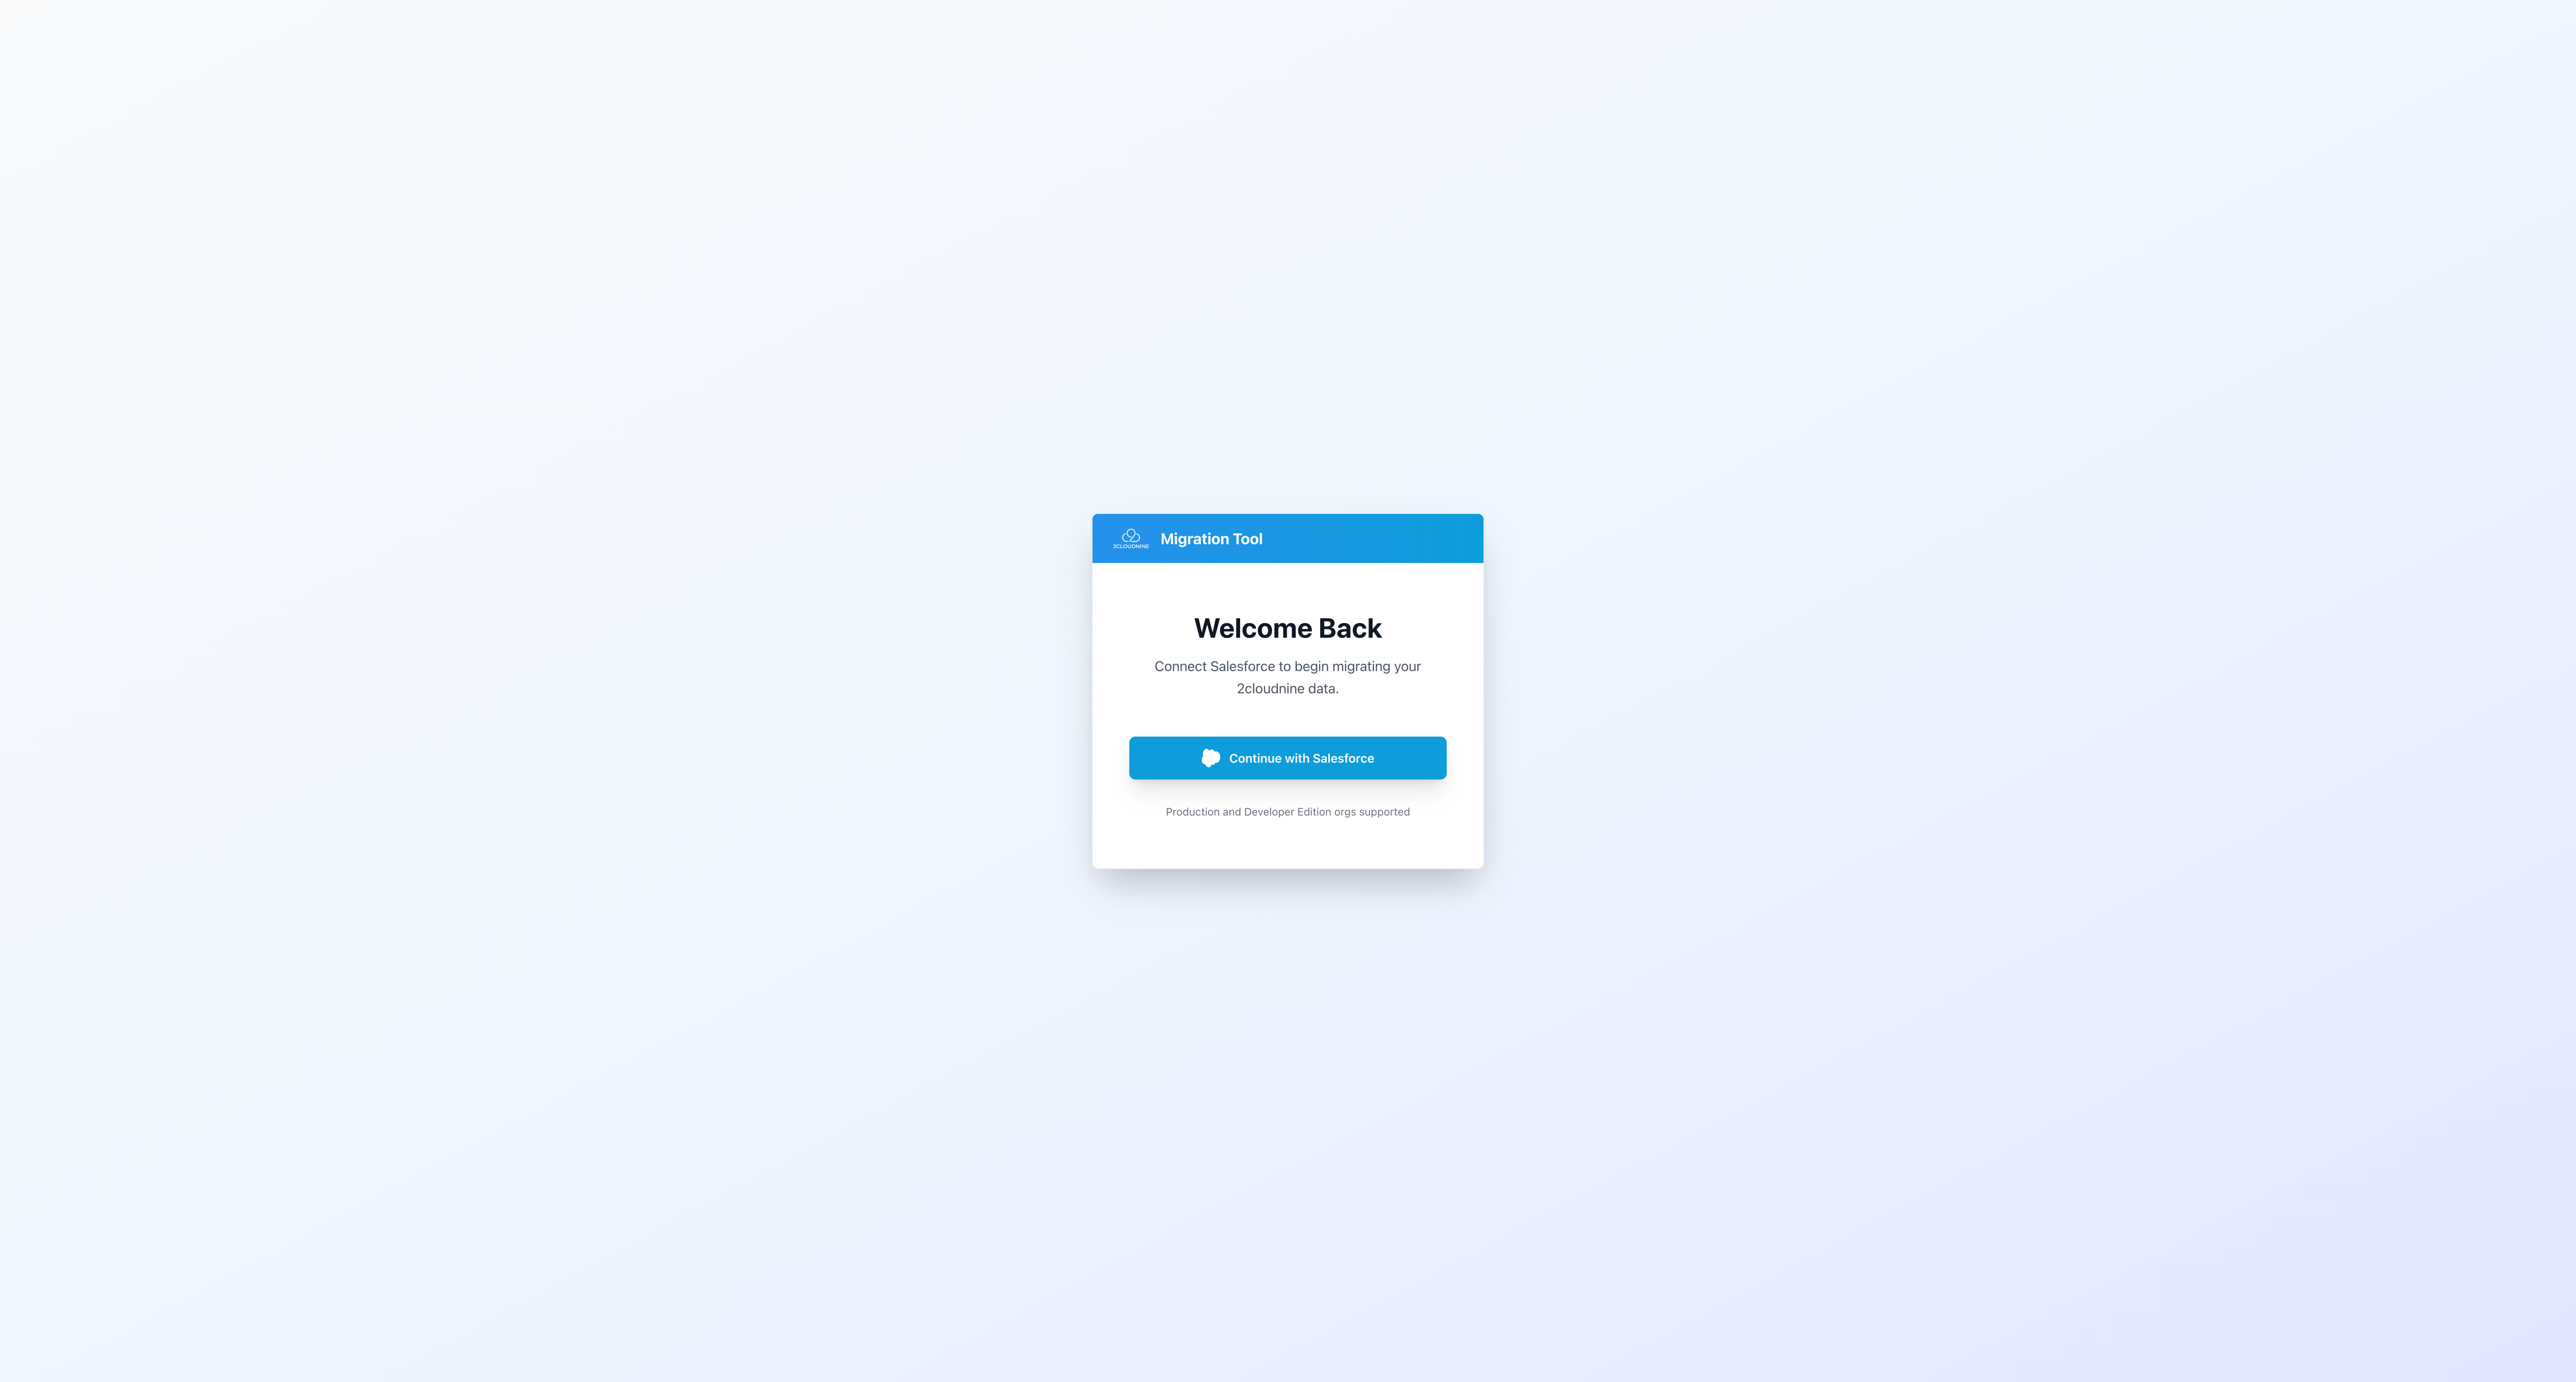 2CLOUDNINE
Migration Tool
Welcome Back
Connect Salesforce to begin migrating your
2cloudnine data.
Continue with Salesforce
Production and Developer Edition orgs supported